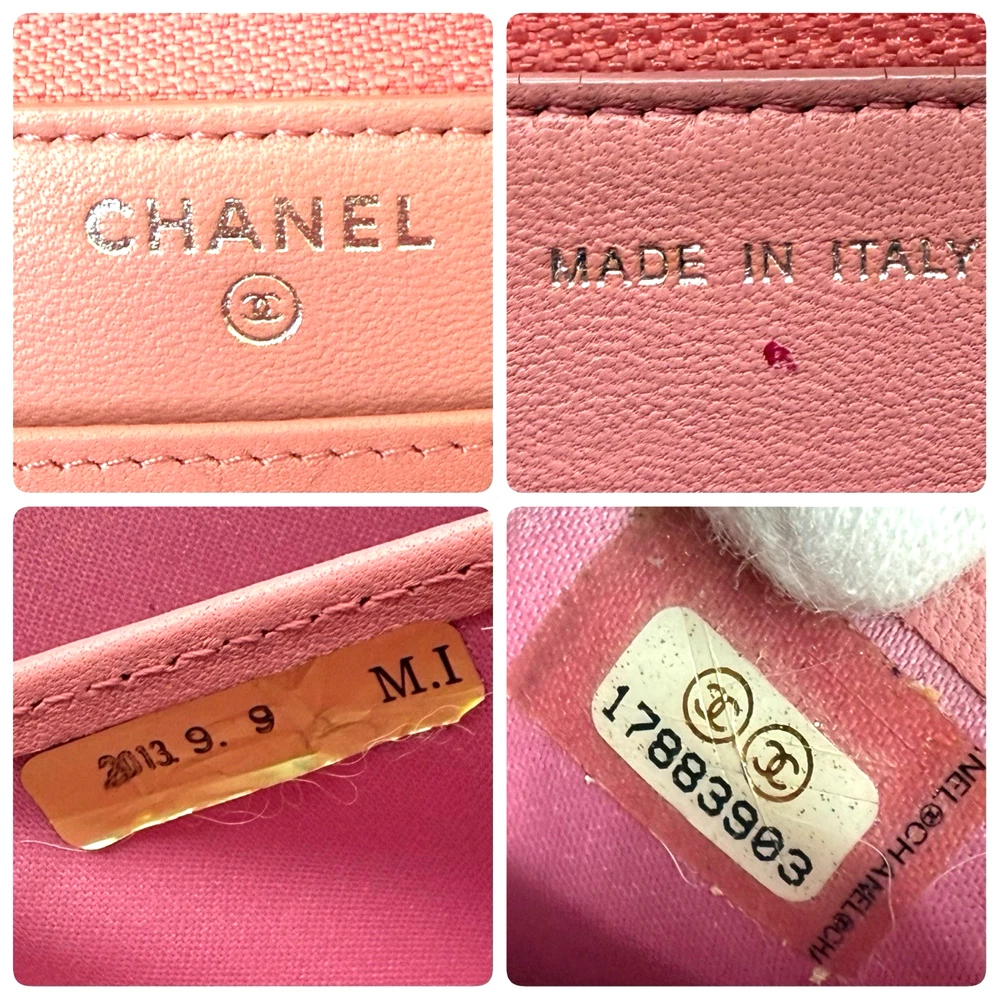 CHANEL
MADE IN ITALY
2013. 9. 9 M.I
17883903
NEL®CHANEL®CH